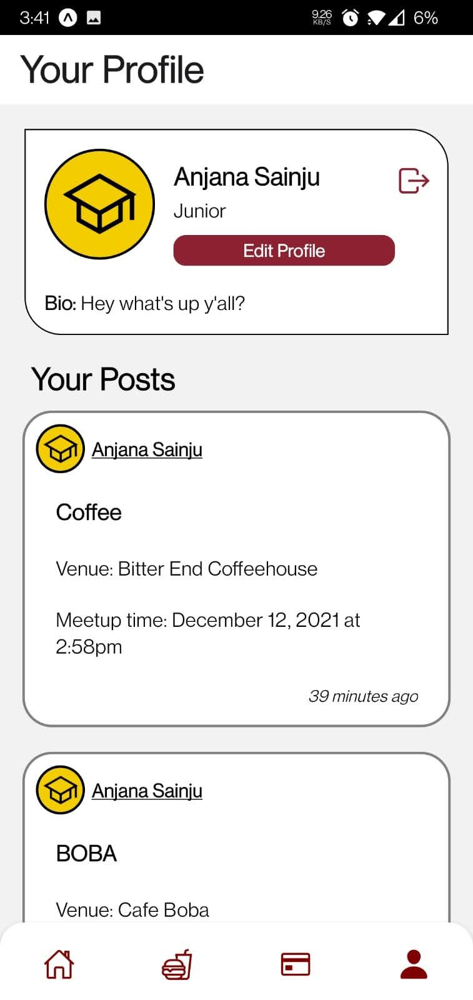 3:41
9.26
KB/S
6%
Your Profile
Anjana Sainju
Junior
Edit Profile
Bio: Hey what's up y'all?
Your Posts
Anjana Sainju
Coffee
Venue: Bitter End Coffeehouse
Meetup time: December 12, 2021 at
2:58pm
39 minutes ago
Anjana Sainju
BOBA
Venue: Cafe Boba